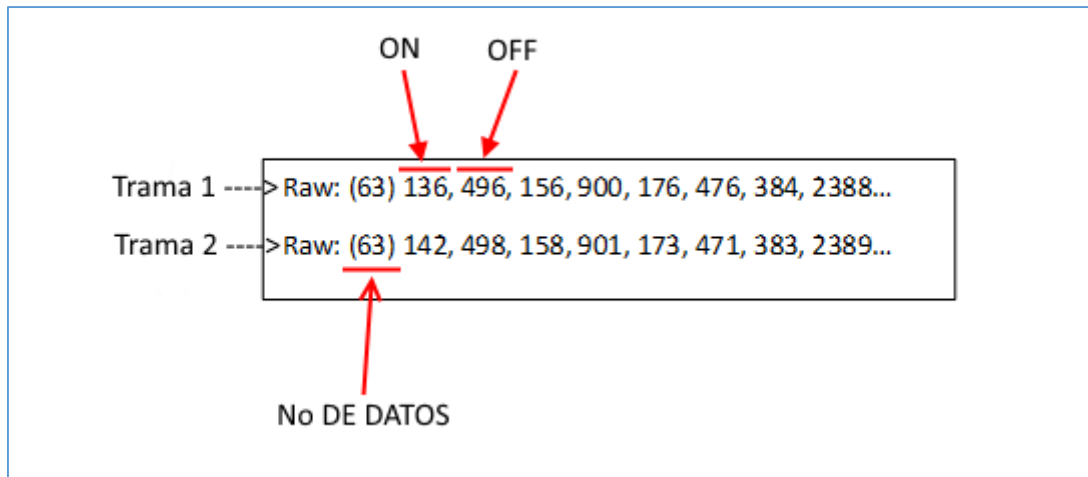 ON OFF
Trama 1 ----> Raw: (63) 136, 496, 156, 900, 176, 476, 384, 2388...
Trama 2 ---->Raw: (63) 142, 498, 158, 901, 173, 471, 383, 2389...
No DE DATOS